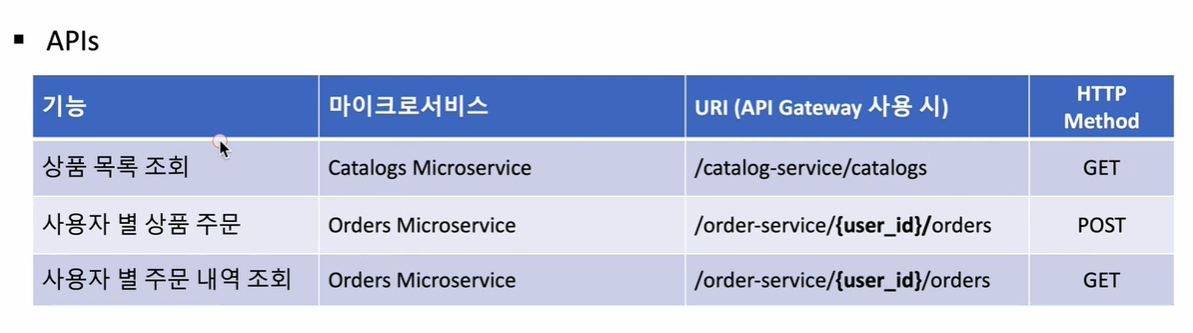 ▪ APIs
기능 마이크로서비스 URI (API Gateway 사용 시) HTTP Method
상품 목록 조회 Catalogs Microservice /catalog-service/catalogs GET
사용자 별 상품 주문 Orders Microservice /order-service/{user_id}/orders POST
사용자 별 주문 내역 조회 Orders Microservice /order-service/{user_id}/orders GET